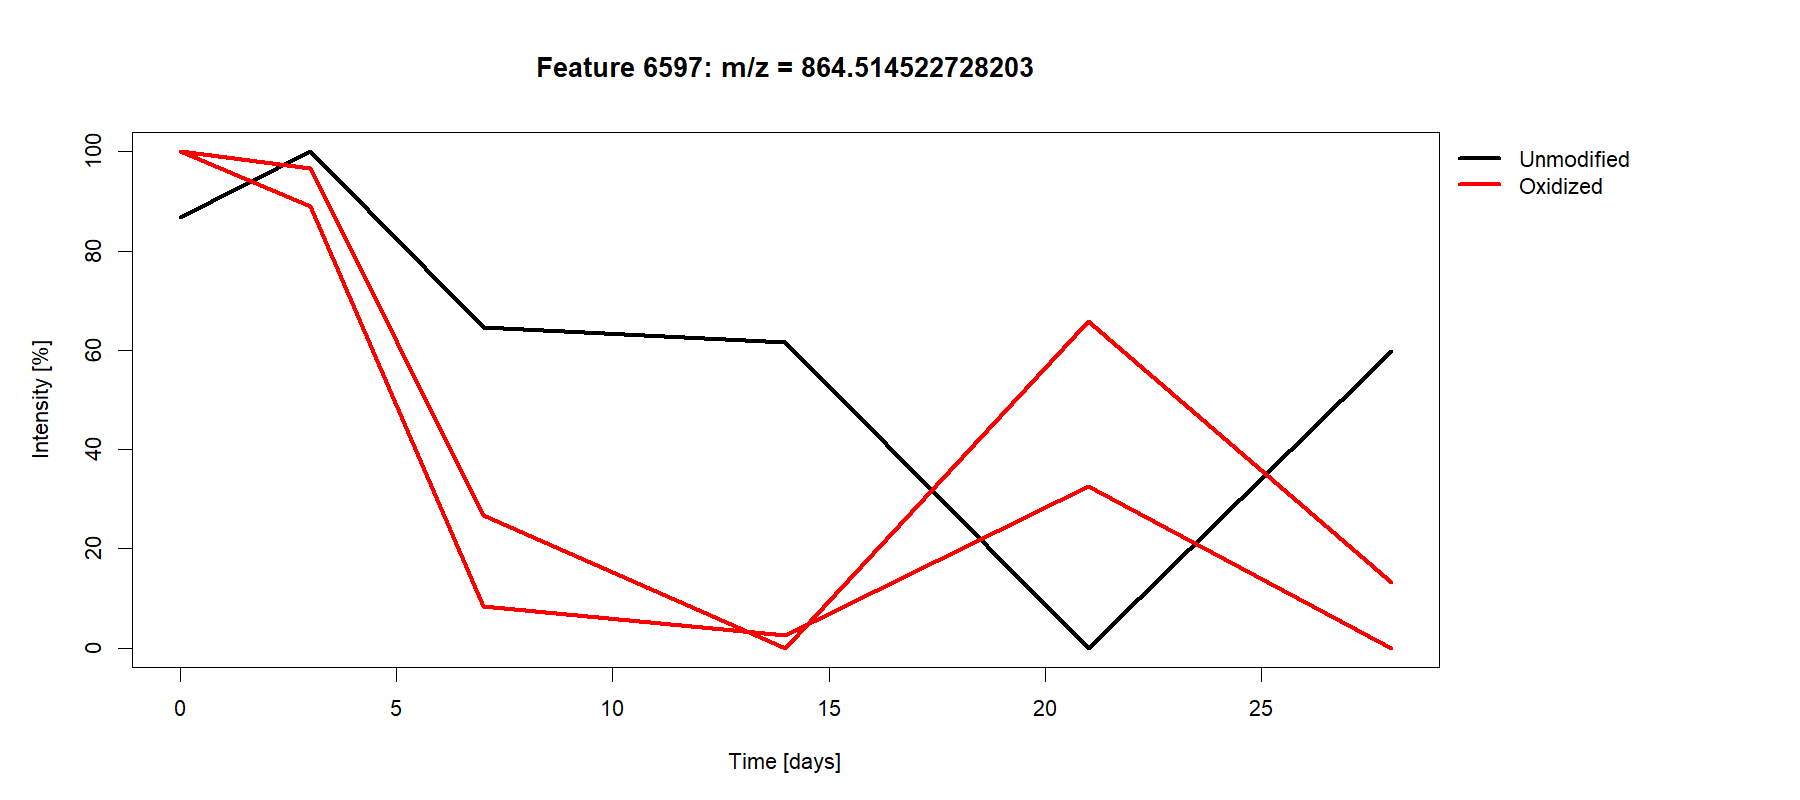 Feature 6597: m/z = 864.514522728203
Unmodified
Oxidized
Intensity [%]
100
80
60
40
20
0
0 5 10 15 20 25
Time [days]